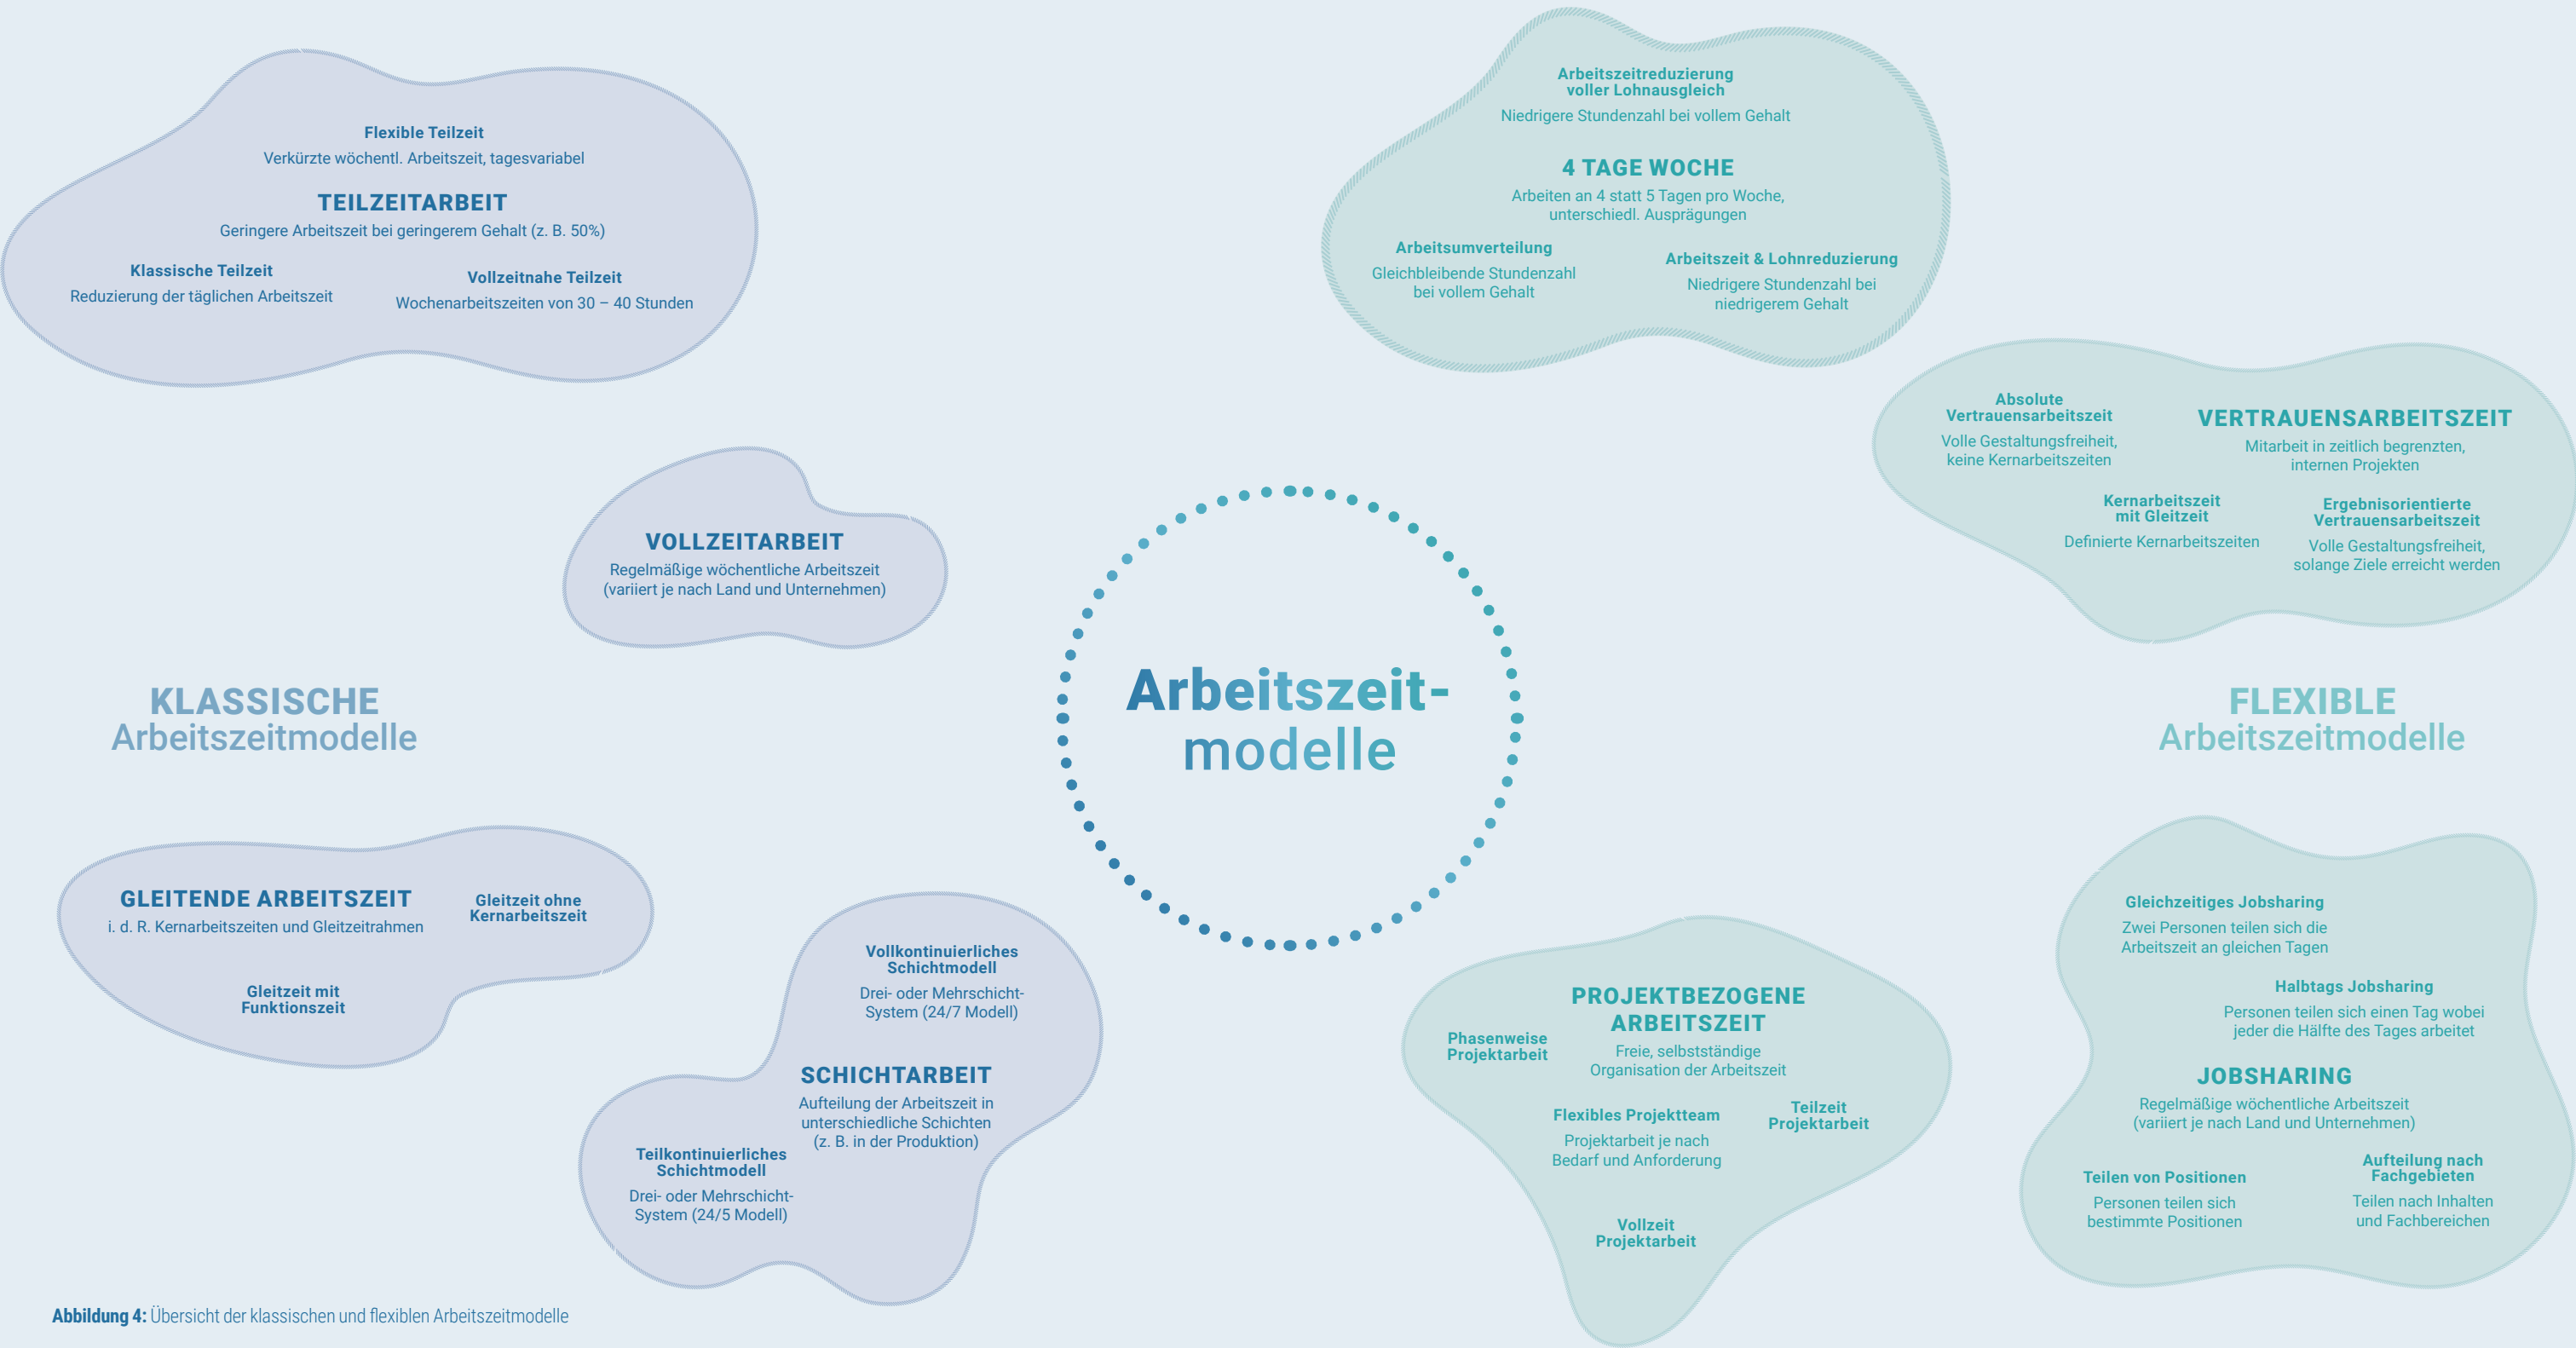 Flexible Teilzeit
Verkürzte wöchentl. Arbeitszeit, tagesvariabel
TEILZEITARBEIT
Geringere Arbeitszeit bei geringerem Gehalt (z. B. 50%)
Klassische Teilzeit
Reduzierung der täglichen Arbeitszeit
Vollzeitnahe Teilzeit
Wochenarbeitszeiten von 30 – 40 Stunden
VOLLZEITARBEIT
Regelmäßige wöchentliche Arbeitszeit
(variiert je nach Land und Unternehmen)
KLASSISCHE
Arbeitszeitmodelle
GLEITENDE ARBEITSZEIT
i. d. R. Kernarbeitszeiten und Gleitzeitrahmen
Gleitzeit ohne
Kernarbeitszeit
Gleitzeit mit
Funktionszeit
Vollkontinuierliches
Schichtmodell
Drei- oder Mehrschicht-
System (24/7 Modell)
SCHICHTARBEIT
Aufteilung der Arbeitszeit in
unterschiedliche Schichten
(z. B. in der Produktion)
Teilkontinuierliches
Schichtmodell
Drei- oder Mehrschicht-
System (24/5 Modell)
Arbeitszeit-
modelle
Arbeitszeitreduzierung
voller Lohnausgleich
Niedrigere Stundenzahl bei vollem Gehalt
4 TAGE WOCHE
Arbeiten an 4 statt 5 Tagen pro Woche,
unterschiedl. Ausprägungen
Arbeitsumverteilung
Gleichbleibende Stundenzahl
bei vollem Gehalt
Arbeitszeit & Lohnreduzierung
Niedrigere Stundenzahl bei
niedrigerem Gehalt
Absolute
Vertrauensarbeitszeit
Volle Gestaltungsfreiheit,
keine Kernarbeitszeiten
VERTRAUENSARBEITSZEIT
Mitarbeit in zeitlich begrenzten,
internen Projekten
Kernarbeitszeit
mit Gleitzeit
Definierte Kernarbeitszeiten
Ergebnisorientierte
Vertrauensarbeitszeit
Volle Gestaltungsfreiheit,
solange Ziele erreicht werden
FLEXIBLE
Arbeitszeitmodelle
PROJEKTBEZOGENE
ARBEITSZEIT
Freie, selbstständige
Organisation der Arbeitszeit
Phasenweise
Projektarbeit
Flexibles Projektteam
Projektarbeit je nach
Bedarf und Anforderung
Teilzeit
Projektarbeit
Vollzeit
Projektarbeit
Gleichzeitiges Jobsharing
Zwei Personen teilen sich die
Arbeitszeit an gleichen Tagen
Halbtags Jobsharing
Personen teilen sich einen Tag wobei
jeder die Hälfte des Tages arbeitet
JOBSHARING
Regelmäßige wöchentliche Arbeitszeit
(variiert je nach Land und Unternehmen)
Teilen von Positionen
Personen teilen sich
bestimmte Positionen
Aufteilung nach
Fachgebieten
Teilen nach Inhalten
und Fachbereichen
Abbildung 4: Übersicht der klassischen und flexiblen Arbeitszeitmodelle